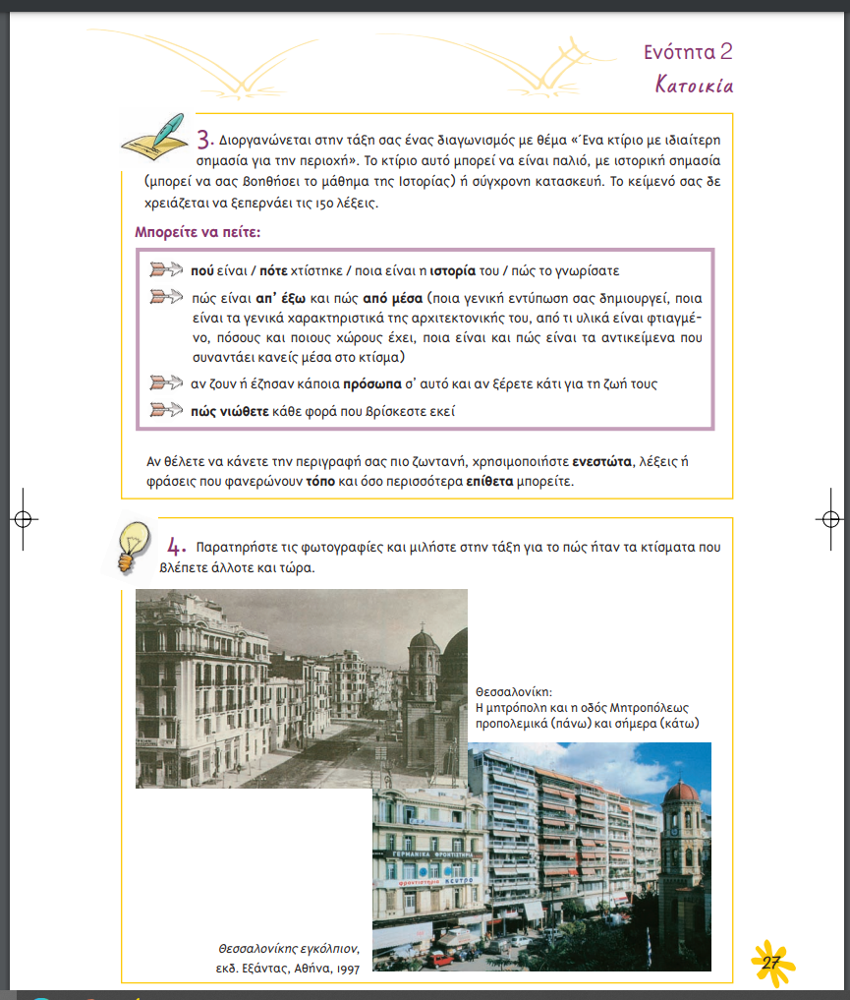 Ενότητα 2
Κατοικία
3. Διοργανώνεται στην τάξη σας ένας διαγωνισμός με θέμα «Ένα κτίριο με ιδιαίτερη
σημασία για την περιοχή». Το κτίριο αυτό μπορεί να είναι παλιό, με ιστορική σημασία
(μπορεί να σας βοηθήσει το μάθημα της Ιστορίας) ή σύγχρονη κατασκευή. Το κείμενό σας δε
χρειάζεται να ξεπερνάει τις 150 λέξεις.
Μπορείτε να πείτε:
πού είναι / πότε χτίστηκε / ποια είναι η ιστορία του / πώς το γνωρίσατε
πώς είναι απ' έξω και πώς από μέσα (ποια γενική εντύπωση σας δημιουργεί, ποια
είναι τα γενικά χαρακτηριστικά της αρχιτεκτονικής του, από τι υλικά είναι φτιαγμέ-
νο, πόσους και ποιους χώρους έχει, ποια είναι και πώς είναι τα αντικείμενα που
συναντάει κανείς μέσα στο κτίσμα)
αν ζουν ή έζησαν κάποια πρόσωπα σ' αυτό και αν ξέρετε κάτι για τη ζωή τους
πώς νιώθετε κάθε φορά που βρίσκεστε εκεί
Αν θέλετε να κάνετε την περιγραφή σας πιο ζωντανή, χρησιμοποιήστε ενεστώτα, λέξεις ή
φράσεις που φανερώνουν τόπο και όσο περισσότερα επίθετα μπορείτε.
4. Παρατηρήστε τις φωτογραφίες και μιλήστε στην τάξη για το πώς ήταν τα κτίσματα που
βλέπετε άλλοτε και τώρα.
Θεσσαλονίκη:
Η μητρόπολη και η οδός Μητροπόλεως
προπολεμικά (πάνω) και σήμερα (κάτω)
ΓΕΡΜΑΝΙΚΑ ΦΡΟΝΤΙΣΤΗΡΙΑ
φροντιστήρια ΚΕΝΤΡΟ
Θεσσαλονίκης εγκόλπιον,
εκδ. Εξάντας, Αθήνα, 1997
27